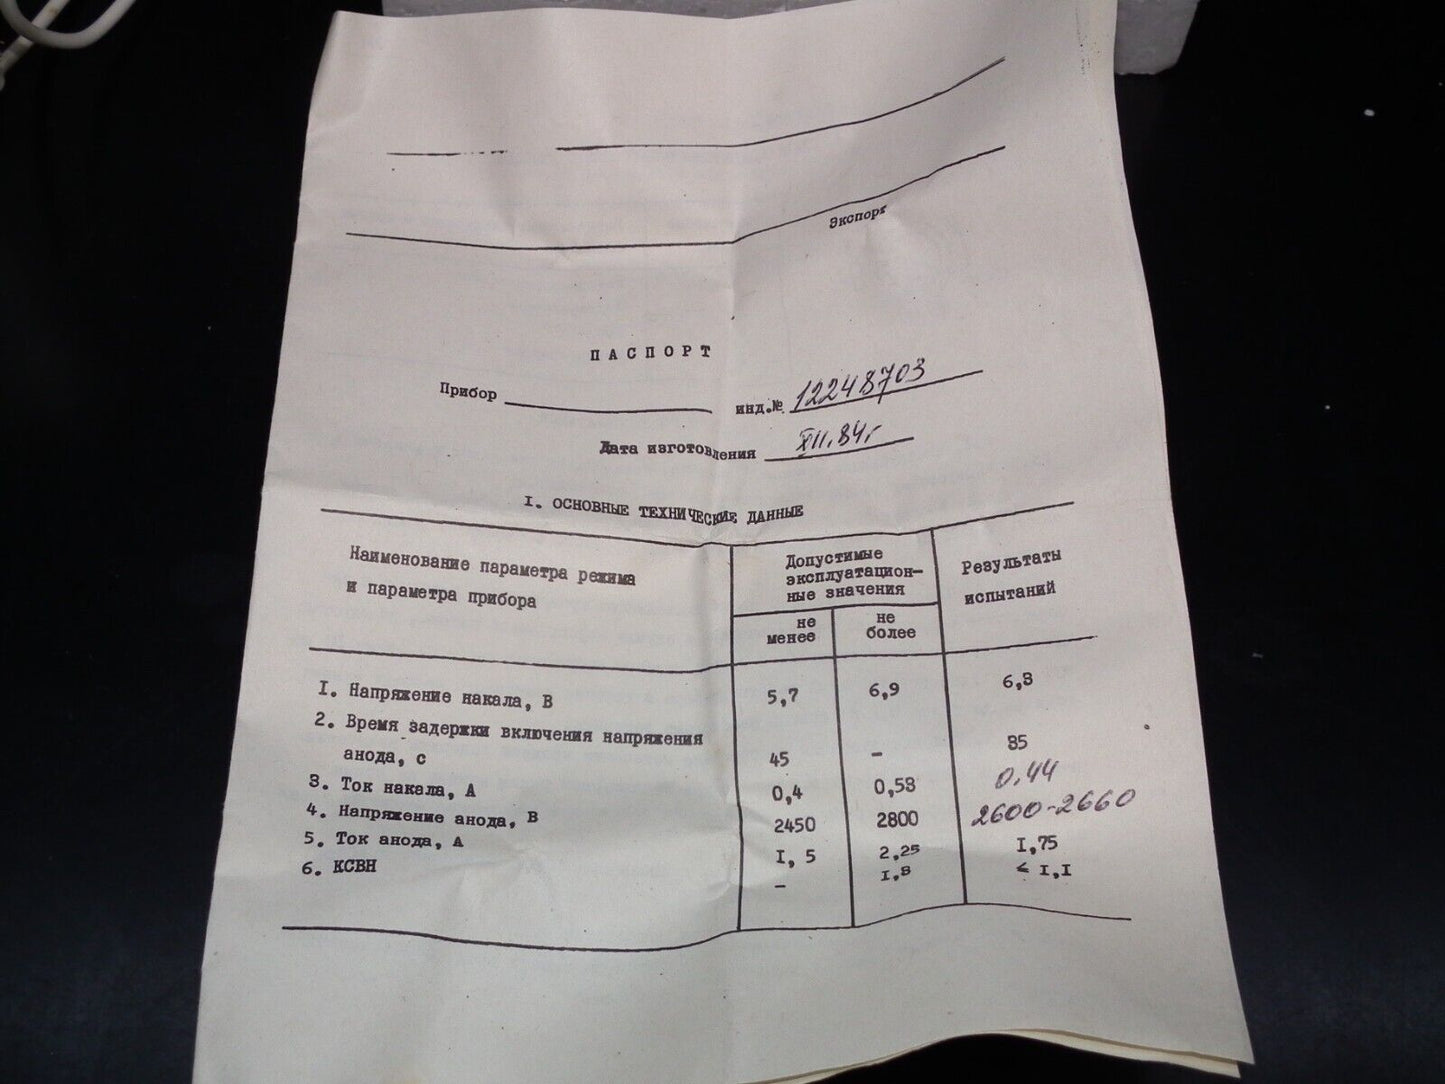 Экспорт
ПАСПОРТ
Прибор инд.№ 12248703
Дата изготовления XII.84г
I. ОСНОВНЫЕ ТЕХНИЧЕСКИЕ ДАННЫЕ
Наименование параметра режима
и параметра прибора
Допустимые
эксплуатацион-
ные значения
не
менее
не
более
Результаты
испытаний
I. Напряжение накала, В 5,7 6,9 6,3
2. Время задержки включения напряжения
анода, с 45 – 35
3. Ток накала, А 0,4 0,53 0,44
4. Напряжение анода, В 2450 2800 2600-2660
5. Ток анода, А I,5 2,25 I,75
6. КСВН – I,3 ≤ I,I